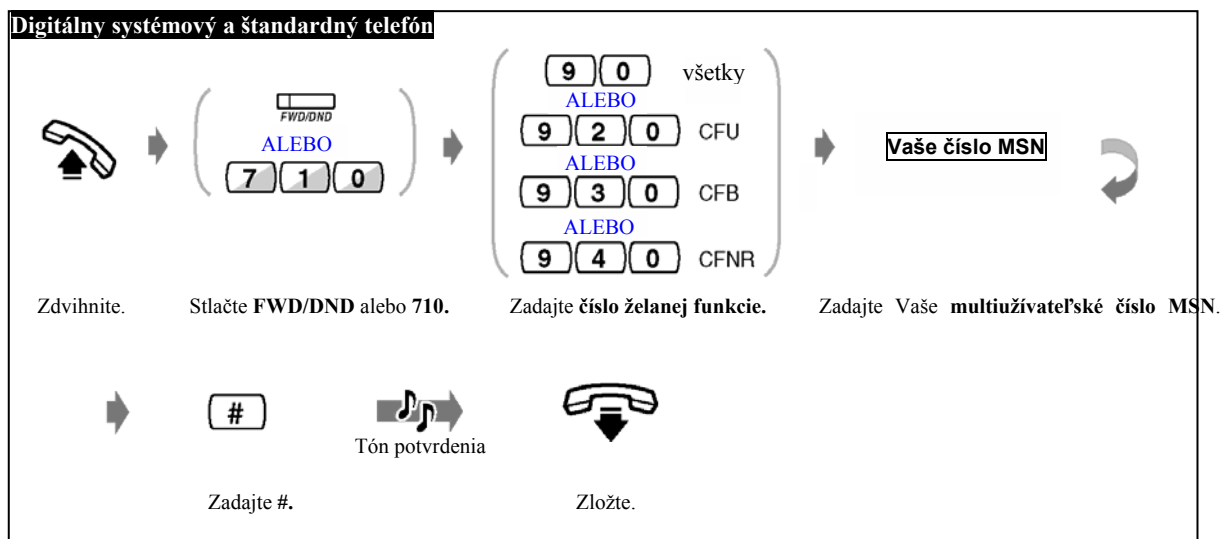 Digitálny systémový a štandardný telefón
9 0 všetky
ALEBO
FWD/DND
ALEBO
7 1 0
9 2 0 CFU
ALEBO
9 3 0 CFB
ALEBO
9 4 0 CFNR
Vaše číslo MSN
Zdvihnite.
Stlačte FWD/DND alebo 710.
Zadajte číslo želanej funkcie.
Zadajte Vaše multiužívateľské číslo MSN.
#
Tón potvrdenia
Zadajte #.
Zložte.